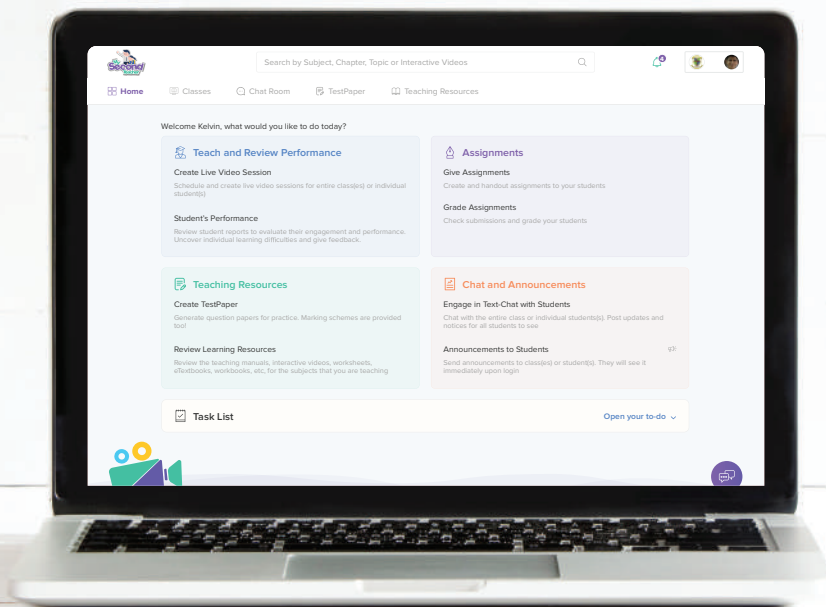 Second
Search by Subject, Chapter, Topic or Interactive Videos
4
Home
Classes
Chat Room
TestPaper
Teaching Resources
Welcome Kelvin, what would you like to do today?
Teach and Review Performance
Create Live Video Session
Schedule and create live video sessions for entire class(es) or individual
student(s)
Student's Performance
Review student reports to evaluate their engagement and performance.
Uncover individual learning difficulties and give feedback.
Assignments
Give Assignments
Create and handout assignments to your students
Grade Assignments
Check submissions and grade your students
Teaching Resources
Create TestPaper
Generate question papers for practice. Marking schemes are provided
too!
Review Learning Resources
Review the teaching manuals, interactive videos, worksheets,
eTextbooks, workbooks, etc, for the subjects that you are teaching
Chat and Announcements
Engage in Text-Chat with Students
Chat with the entire class or individual students(s). Post updates and
notices for all students to see
Announcements to Students
Send announcements to class(es) or student(s). They will see it
immediately upon login
Task List
Open your to-do